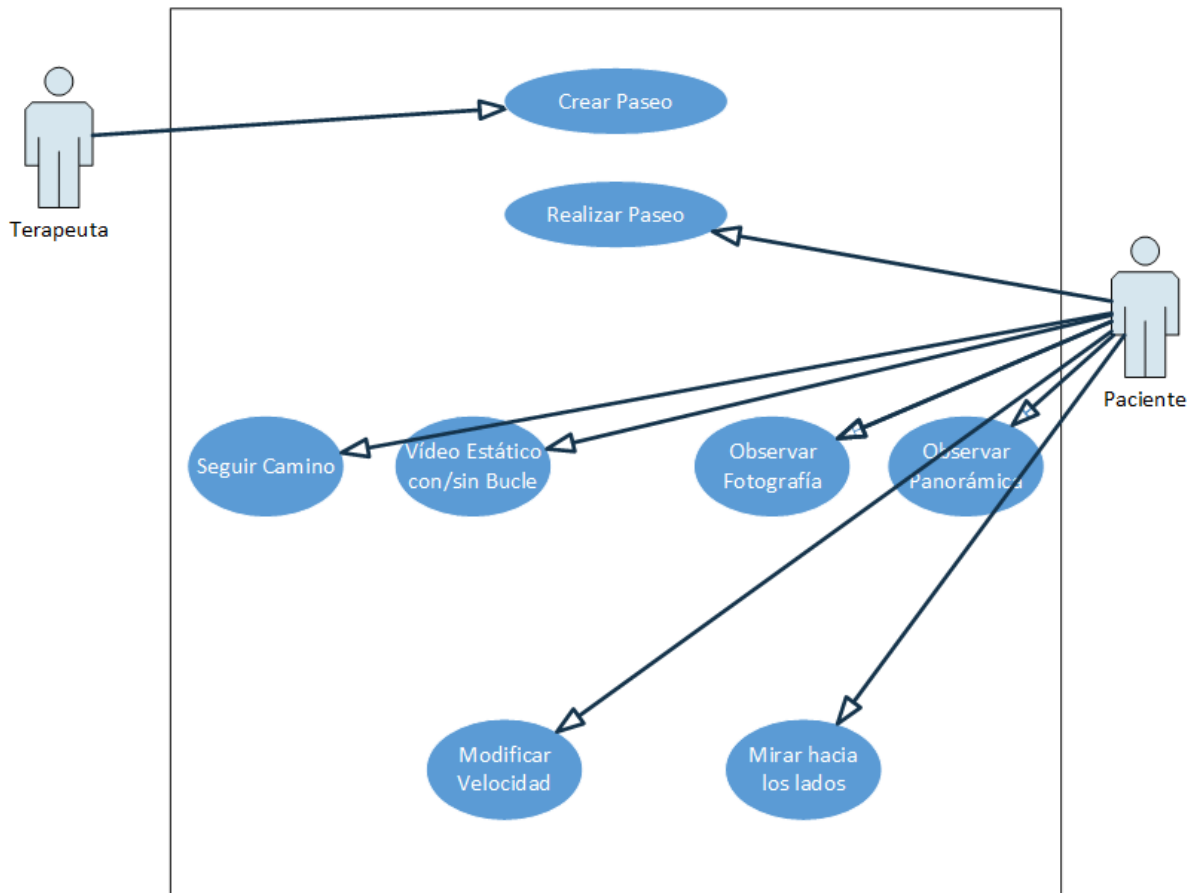 Crear Paseo
Terapeuta
Realizar Paseo
Paciente
Seguir Camino
Vídeo Estático
con/sin Bucle
Observar
Fotografía
Observar
Panorámica
Modificar
Velocidad
Mirar hacia
los lados